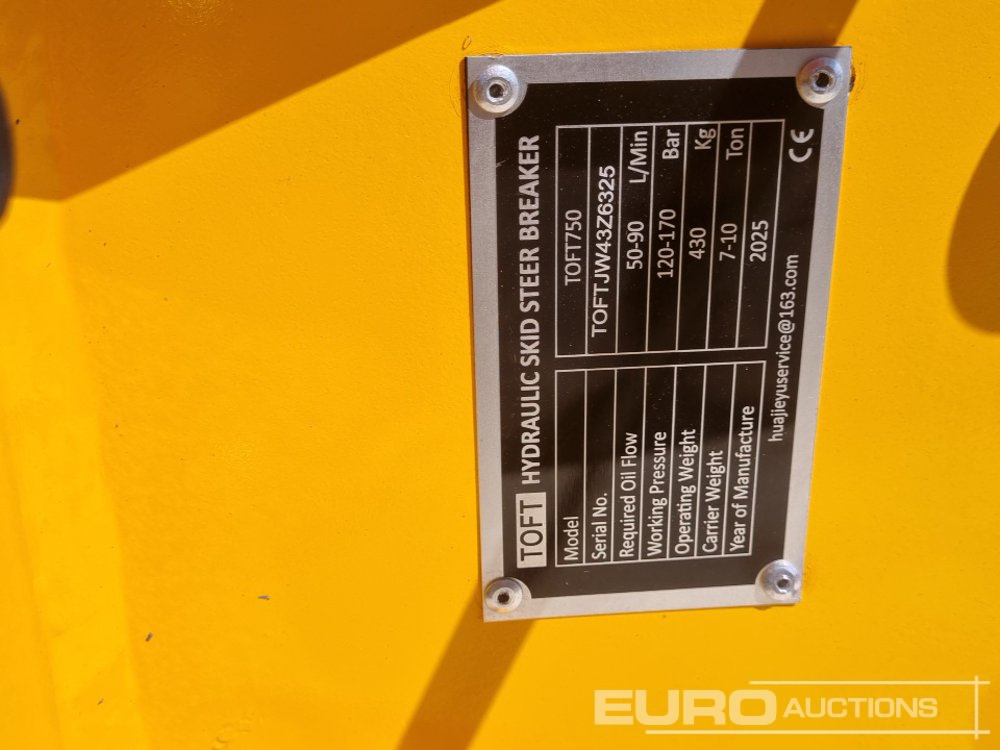 TOFT HYDRAULIC SKID STEER BREAKER
Model TOFT750
Serial No. TOFTJW43Z6325
Required Oil Flow 50-90 L/Min
Working Pressure 120-170 Bar
Operating Weight 430 Kg
Carrier Weight 7-10 Ton
Year of Manufacture 2025
huajieyuservice@163.com CE
EURO AUCTIONS